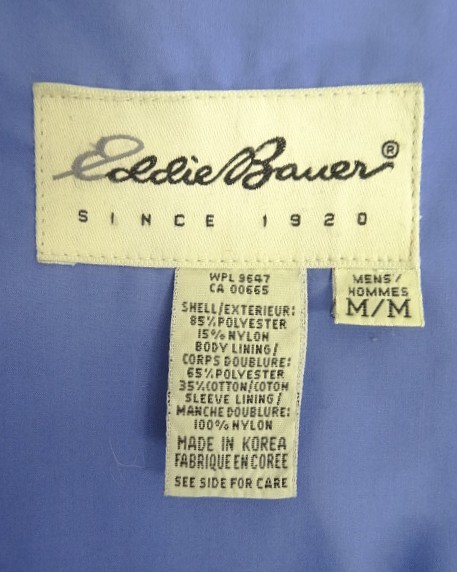 Eddie Bauer®
SINCE 1920
WPL 9647
CA 00665
SHELL/EXTERIEUR:
85% POLYESTER
15% NYLON
BODY LINING/
CORPS DOUBLURE:
65% POLYESTER
35% COTTON/COTON
SLEEVE LINING/
MANCHE DOUBLURE:
100% NYLON
MADE IN KOREA
FABRIQUE EN COREE
SEE SIDE FOR CARE
MENS/
HOMMES
M/M